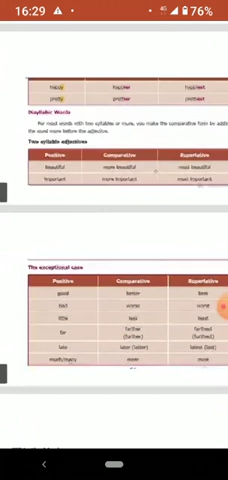 16:29
4G 76%
happy happier happiest
pretty prettier prettiest
Disyllabic Words
For most words with two syllables or more, you make the comparative form by adding
the word more before the adjective.
Two syllable adjectives
Positive Comparative Superlative
beautiful more beautiful most beautiful
important more important most important
The exceptional case
Positive Comparative Superlative
good better best
bad worse worst
little less least
far farther farthest
(further) (furthest)
late later (latter) latest (last)
much/many more most